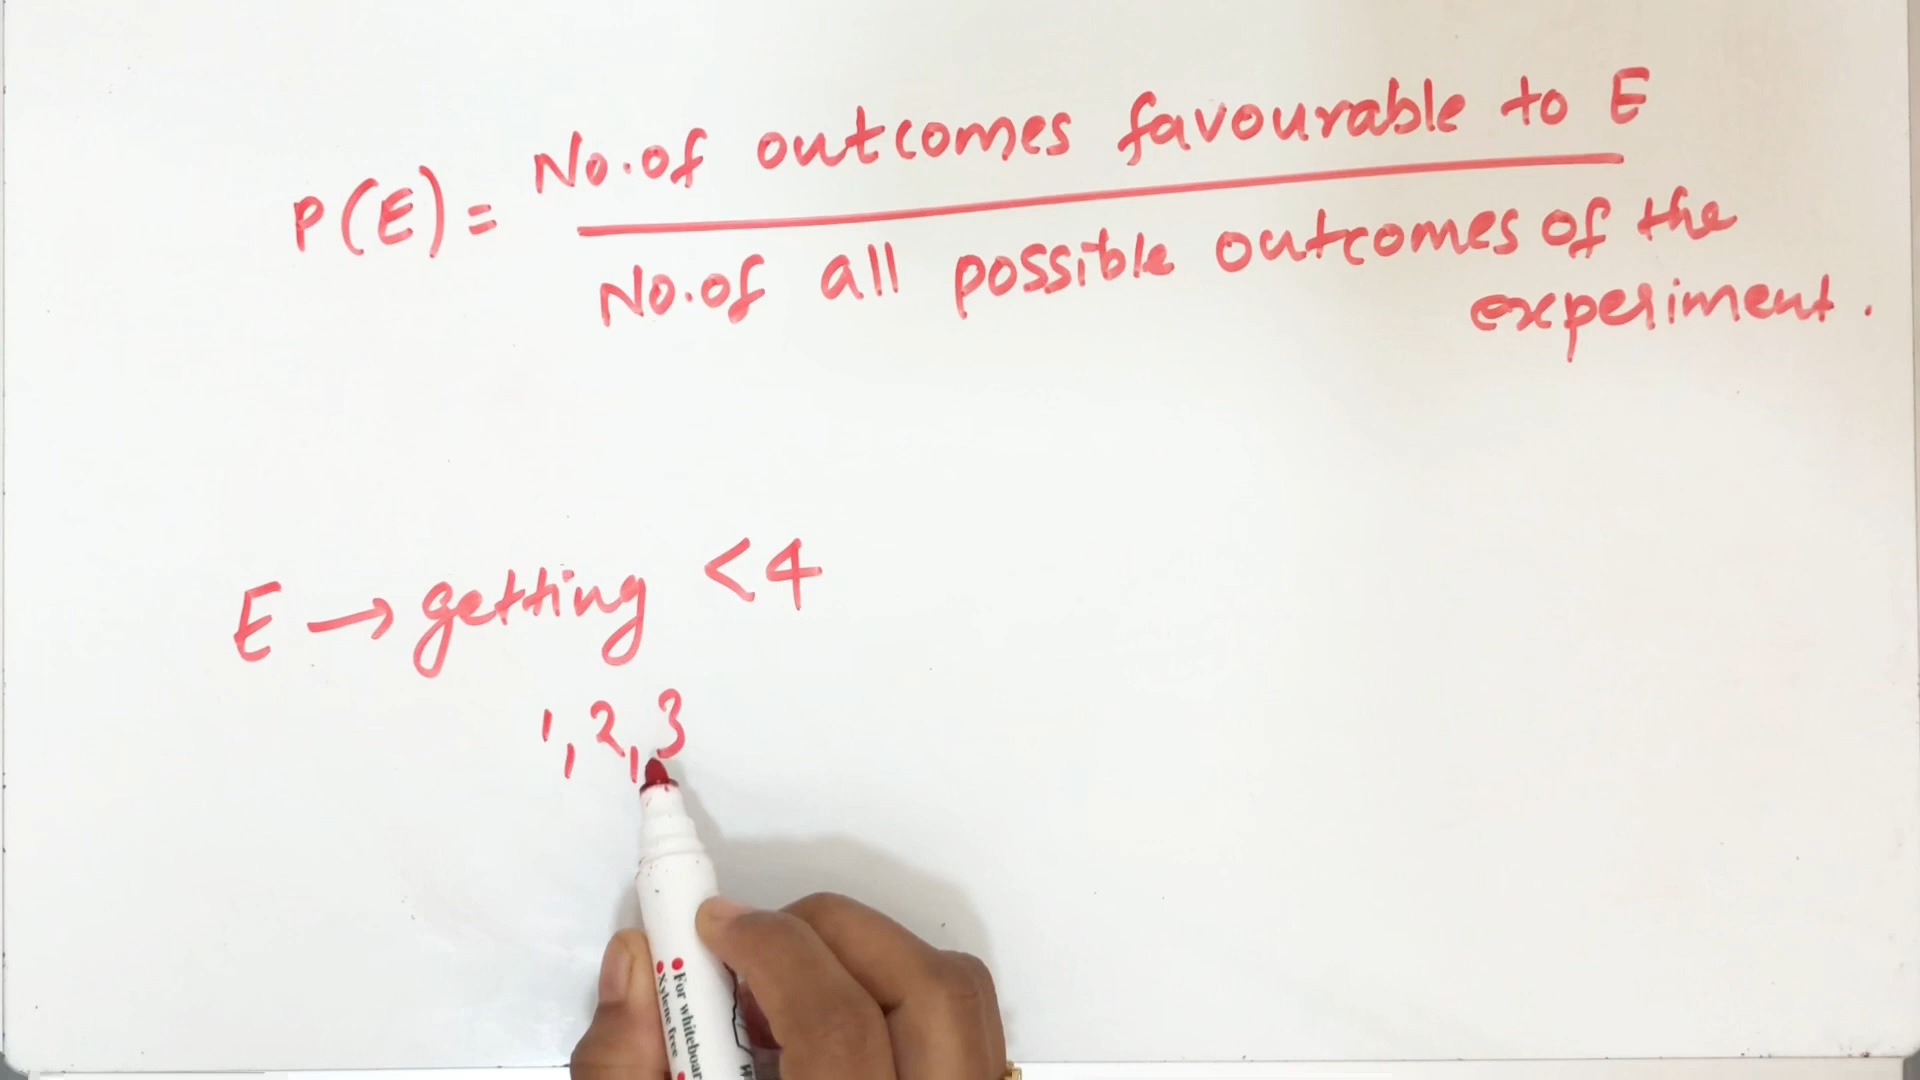 P(E) = No. of outcomes favourable to E
No. of all possible outcomes of the
experiment.
E → getting < 4
1, 2, 3
For whiteboar
Xylene free